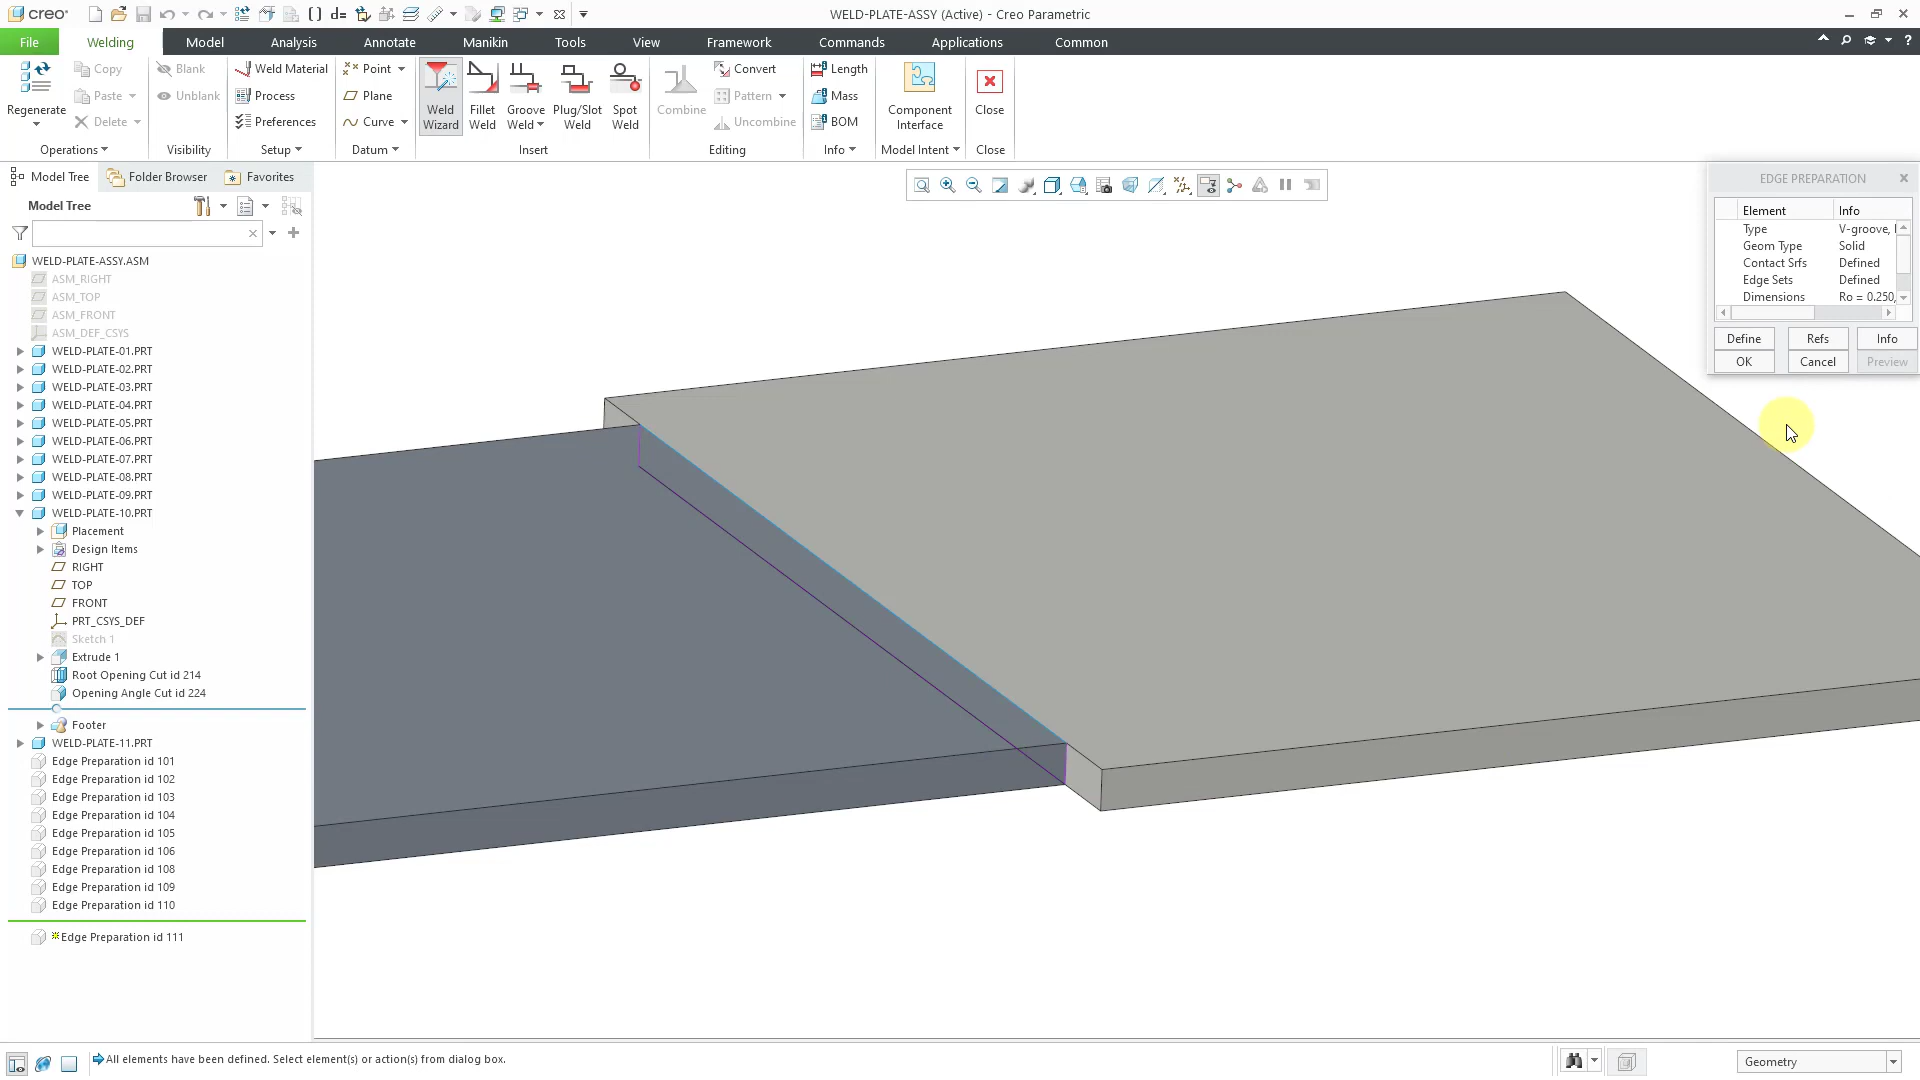 creo
d=
WELD-PLATE-ASSY (Active) - Creo Parametric
File
Welding
Model
Analysis
Annotate
Manikin
Tools
View
Framework
Commands
Applications
Common
Regenerate
Copy
Paste
Delete
Operations
Blank
Unblank
Visibility
Weld Material
Process
Preferences
Setup
Point
Plane
Curve
Datum
Weld Wizard
Fillet Weld
Groove Weld
Plug/Slot Weld
Spot Weld
Insert
Combine
Convert
Pattern
Uncombine
Editing
Length
Mass
BOM
Info
Component Interface
Model Intent
Close
Close
Model Tree
Folder Browser
Favorites
Model Tree
WELD-PLATE-ASSY.ASM
ASM_RIGHT
ASM_TOP
ASM_FRONT
ASM_DEF_CSYS
WELD-PLATE-01.PRT
WELD-PLATE-02.PRT
WELD-PLATE-03.PRT
WELD-PLATE-04.PRT
WELD-PLATE-05.PRT
WELD-PLATE-06.PRT
WELD-PLATE-07.PRT
WELD-PLATE-08.PRT
WELD-PLATE-09.PRT
WELD-PLATE-10.PRT
Placement
Design Items
RIGHT
TOP
FRONT
PRT_CSYS_DEF
Sketch 1
Extrude 1
Root Opening Cut id 214
Opening Angle Cut id 224
Footer
WELD-PLATE-11.PRT
Edge Preparation id 101
Edge Preparation id 102
Edge Preparation id 103
Edge Preparation id 104
Edge Preparation id 105
Edge Preparation id 106
Edge Preparation id 108
Edge Preparation id 109
Edge Preparation id 110
Edge Preparation id 111
EDGE PREPARATION
Element Info
Type V-groove,
Geom Type Solid
Contact Srfs Defined
Edge Sets Defined
Dimensions Ro = 0.250,
Define Refs Info
OK Cancel Preview
All elements have been defined. Select element(s) or action(s) from dialog box.
Geometry